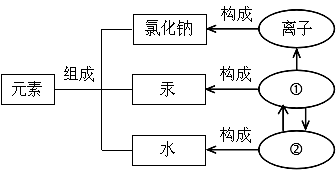 氯化钠 构成 离子
元素 组成 汞 构成 ①
水 构成 ②